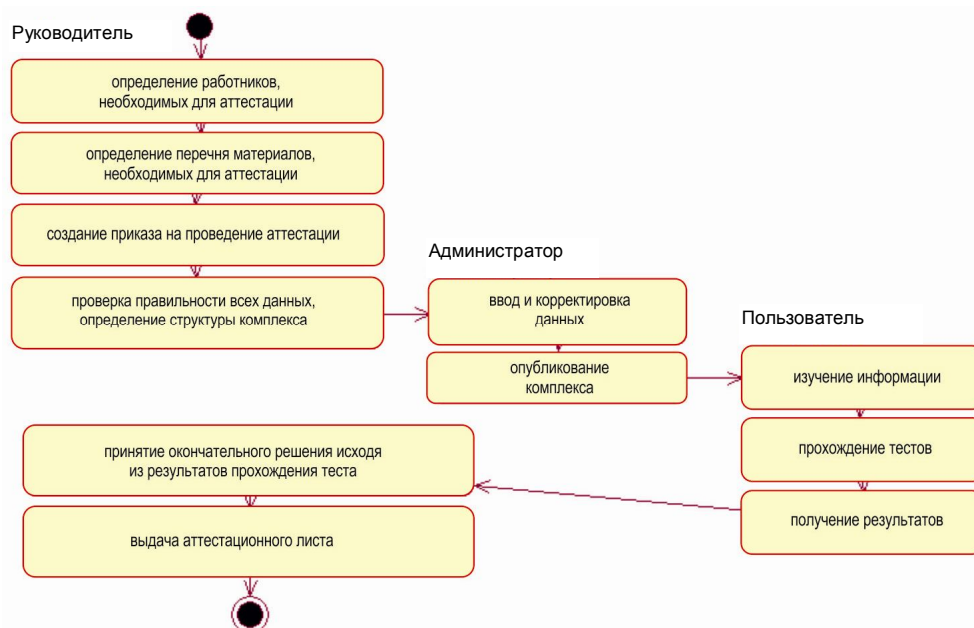 Руководитель
определение работников,
необходимых для аттестации
определение перечня материалов,
необходимых для аттестации
создание приказа на проведение аттестации
проверка правильности всех данных,
определение структуры комплекса
Администратор
ввод и корректировка
данных
опубликование
комплекса
Пользователь
изучение информации
прохождение тестов
получение результатов
принятие окончательного решения исходя
из результатов прохождения теста
выдача аттестационного листа